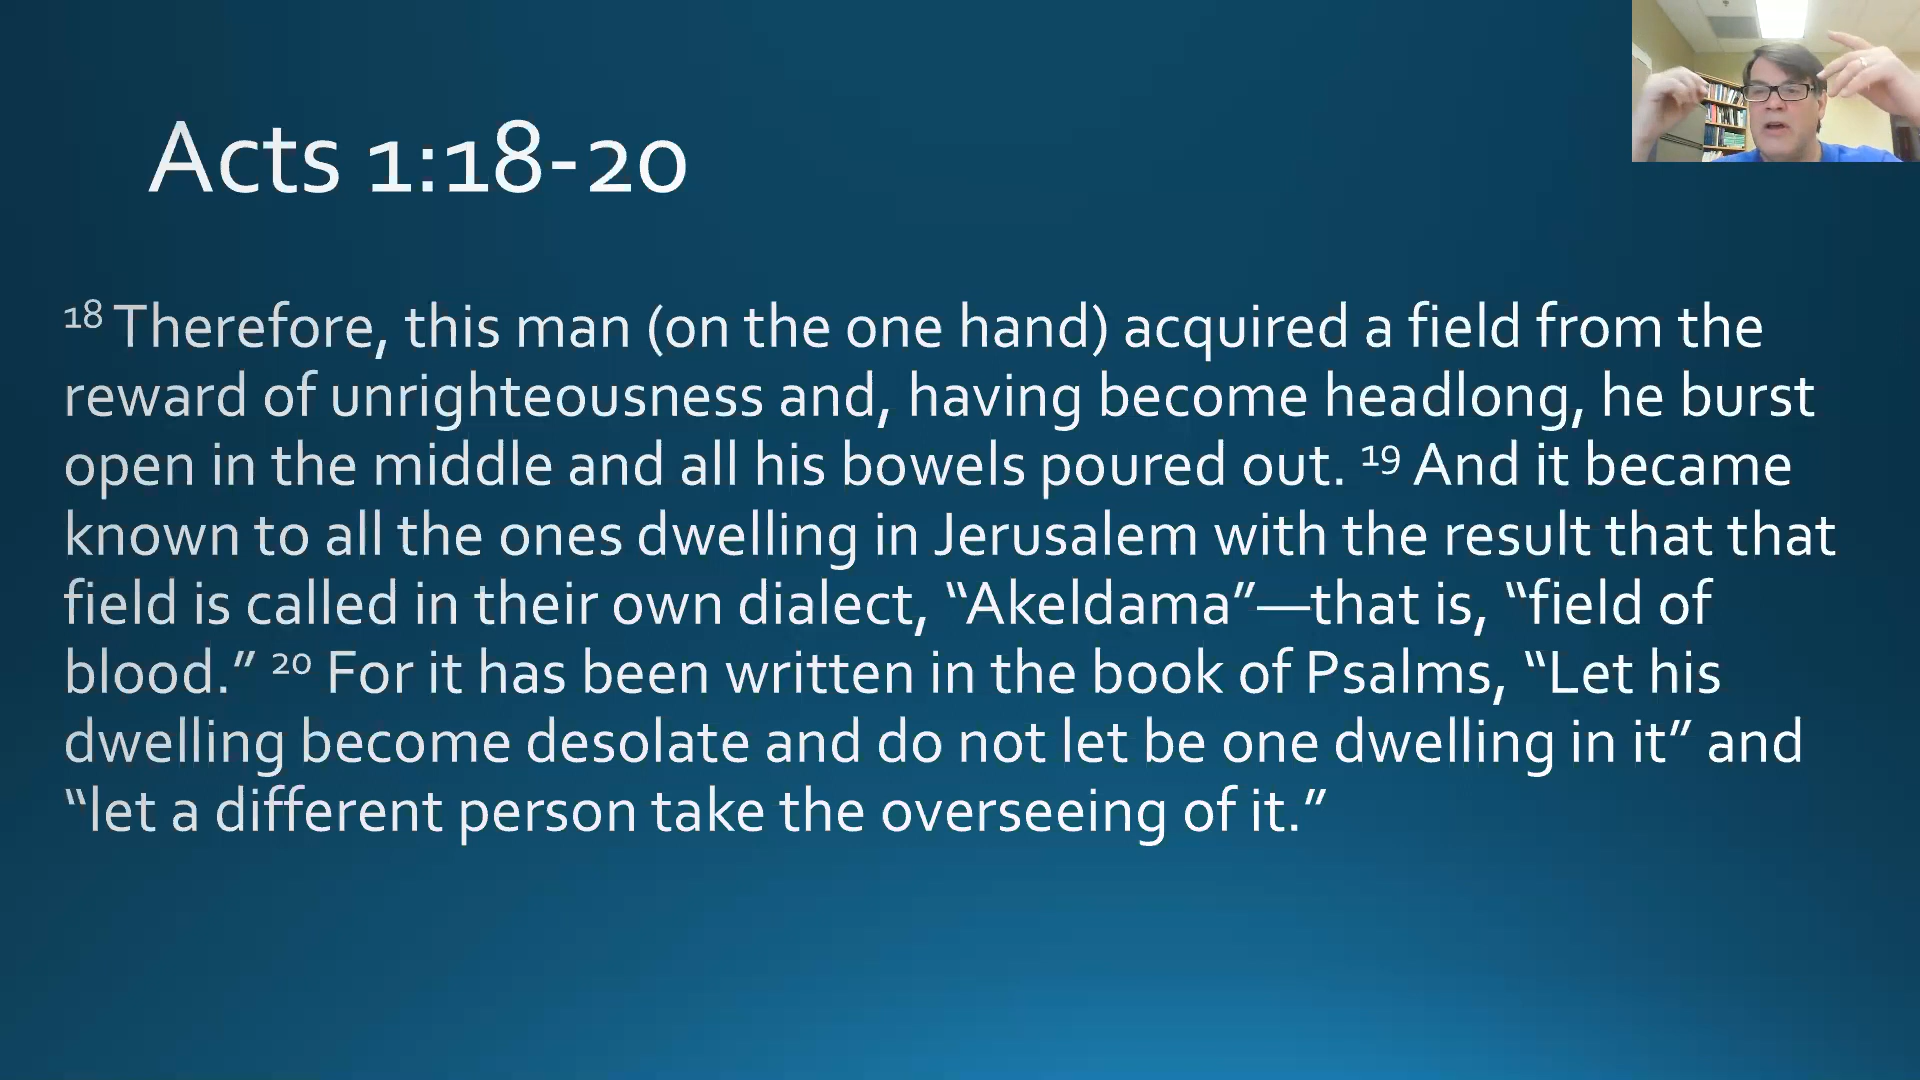 Acts 1:18-20
18 Therefore, this man (on the one hand) acquired a field from the
reward of unrighteousness and, having become headlong, he burst
open in the middle and all his bowels poured out. 19 And it became
known to all the ones dwelling in Jerusalem with the result that that
field is called in their own dialect, “Akeldama”—that is, “field of
blood.” 20 For it has been written in the book of Psalms, “Let his
dwelling become desolate and do not let be one dwelling in it” and
“let a different person take the overseeing of it.”